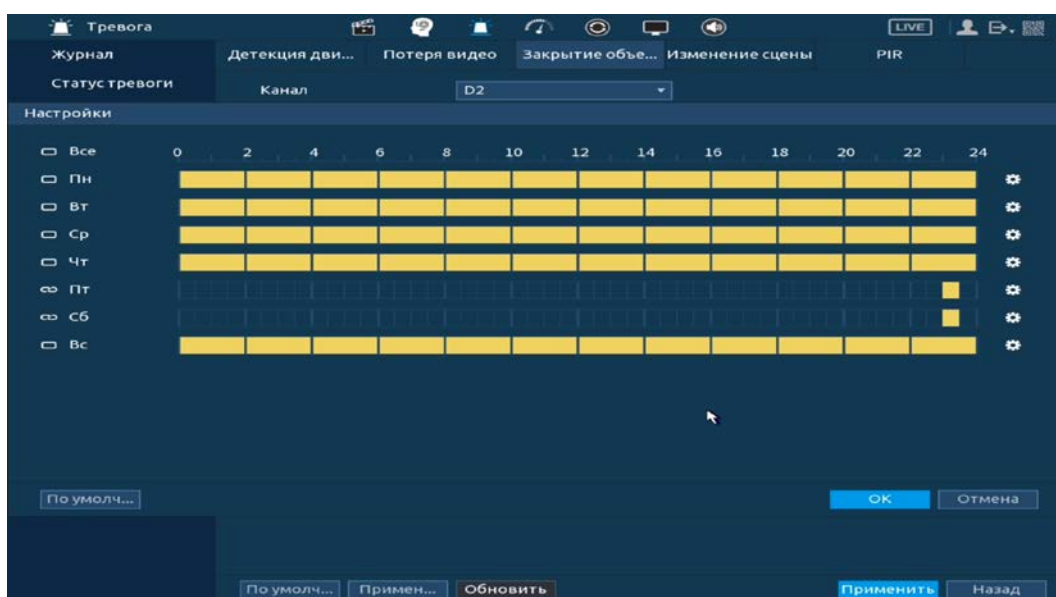 Тревога LIVE
Журнал Детекция дви... Потеря видео Закрытие объе... Изменение сцены PIR
Статус тревоги Канал D2
Настройки
Все 0 2 4 6 8 10 12 14 16 18 20 22 24
Пн
Вт
Ср
Чт
Пт
Сб
Вс
По умолч... OK Отмена
По умолч... Примен... Обновить Применить Назад